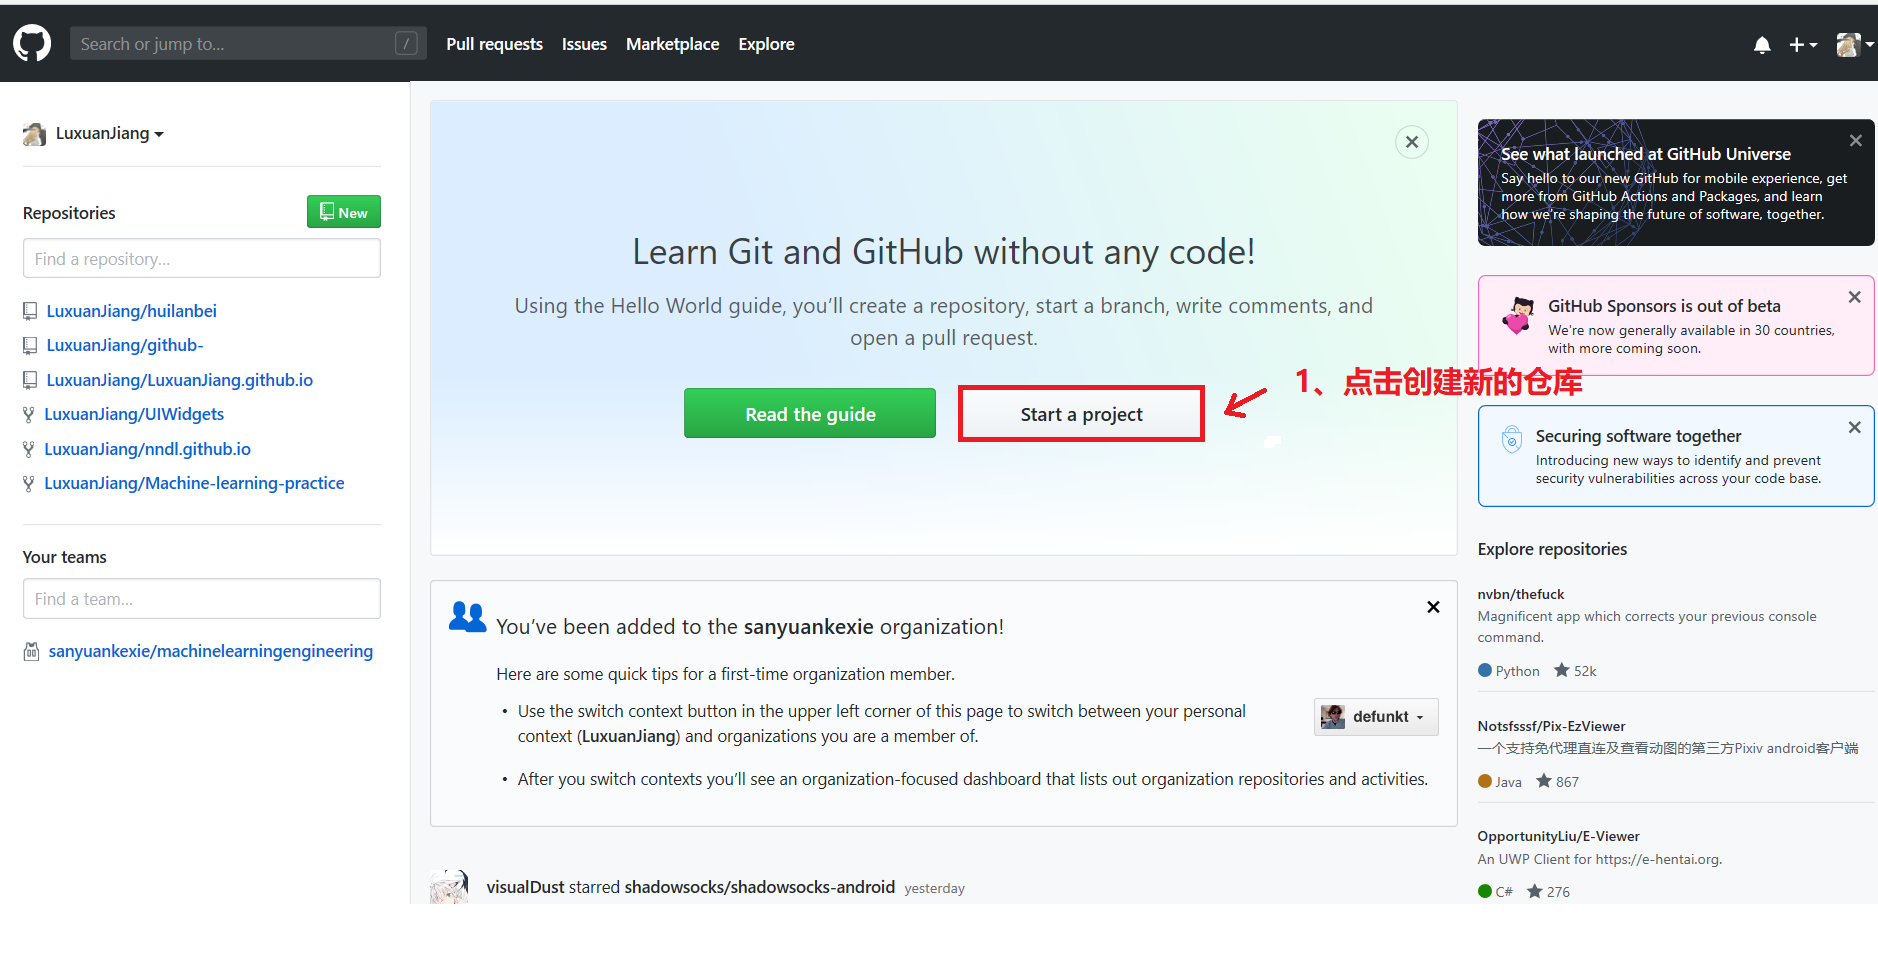 Search or jump to...
/
Pull requests
Issues
Marketplace
Explore
LuxuanJiang
Repositories
New
Find a repository...
LuxuanJiang/huilanbei
LuxuanJiang/github-
LuxuanJiang/LuxuanJiang.github.io
LuxuanJiang/UIWidgets
LuxuanJiang/nndl.github.io
LuxuanJiang/Machine-learning-practice
Your teams
Find a team...
sanyuankexie/machinelearningengineering
Learn Git and GitHub without any code!
Using the Hello World guide, you’ll create a repository, start a branch, write comments, and
open a pull request.
Read the guide
Start a project
1、点击创建新的仓库
You’ve been added to the sanyuankexie organization!
Here are some quick tips for a first-time organization member.
• Use the switch context button in the upper left corner of this page to switch between your personal
context (LuxuanJiang) and organizations you are a member of.
defunkt
• After you switch contexts you’ll see an organization-focused dashboard that lists out organization repositories and activities.
visualDust starred shadowsocks/shadowsocks-android yesterday
See what launched at GitHub Universe
Say hello to our new GitHub for mobile experience, get
more from GitHub Actions and Packages, and learn
how we’re shaping the future of software, together.
GitHub Sponsors is out of beta
We're now generally available in 30 countries,
with more coming soon.
Securing software together
Introducing new ways to identify and prevent
security vulnerabilities across your code base.
Explore repositories
nvbn/thefuck
Magnificent app which corrects your previous console
command.
Python 52k
Notsfsssf/Pix-EzViewer
一个支持免代理直连及查看动图的第三方Pixiv android客户端
Java 867
OpportunityLiu/E-Viewer
An UWP Client for https://e-hentai.org.
C# 276